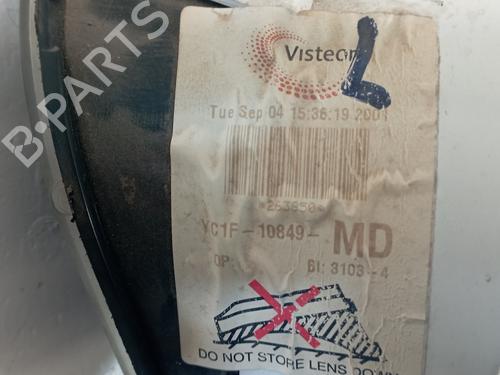 Visteon
L
Tue Sep 04 15:36:19 2001
B-PARTS
YC1F-10849- MD
OP: BI: 3103-4
DO NOT STORE LENS DOWN